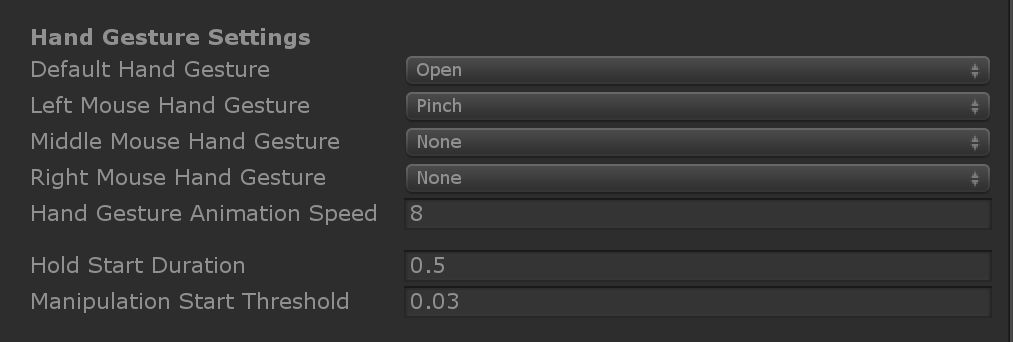 Hand Gesture Settings
Default Hand Gesture Open
Left Mouse Hand Gesture Pinch
Middle Mouse Hand Gesture None
Right Mouse Hand Gesture None
Hand Gesture Animation Speed 8
Hold Start Duration 0.5
Manipulation Start Threshold 0.03